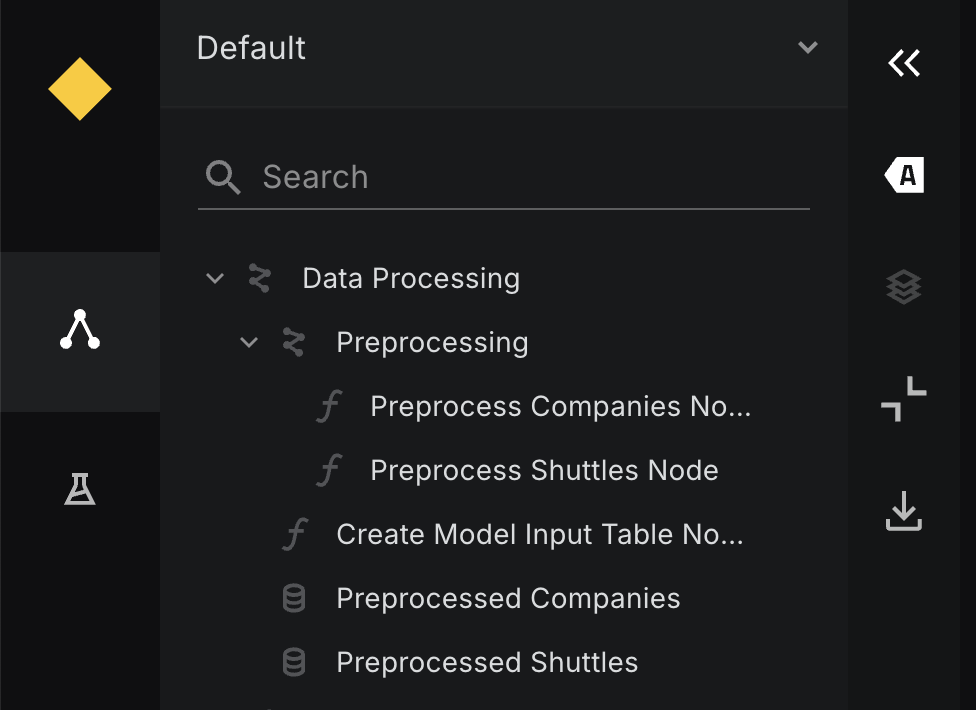 Default
Search
A
Data Processing
Preprocessing
Preprocess Companies No...
Preprocess Shuttles Node
Create Model Input Table No...
Preprocessed Companies
Preprocessed Shuttles